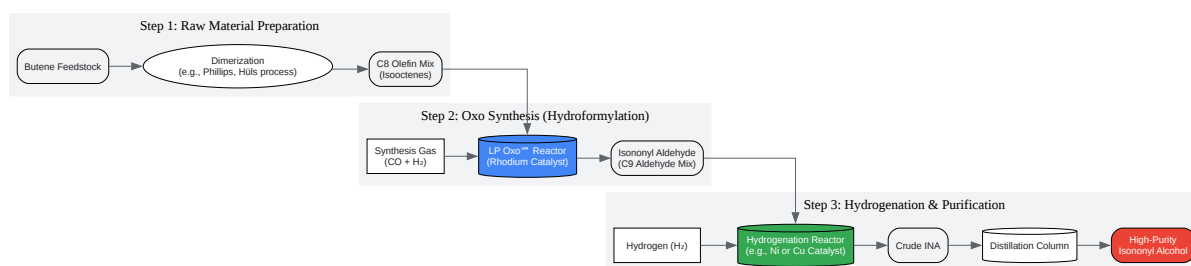 Step 1: Raw Material Preparation
Butene Feedstock
Dimerization
(e.g., Phillips, Hüls process)
C8 Olefin Mix
(Isooctenes)
Step 2: Oxo Synthesis (Hydroformylation)
Synthesis Gas
(CO + H₂)
LP Oxo℠ Reactor
(Rhodium Catalyst)
Isononyl Aldehyde
(C9 Aldehyde Mix)
Step 3: Hydrogenation & Purification
Hydrogen (H₂)
Hydrogenation Reactor
(e.g., Ni or Cu Catalyst)
Crude INA
Distillation Column
High-Purity
Isononyl Alcohol